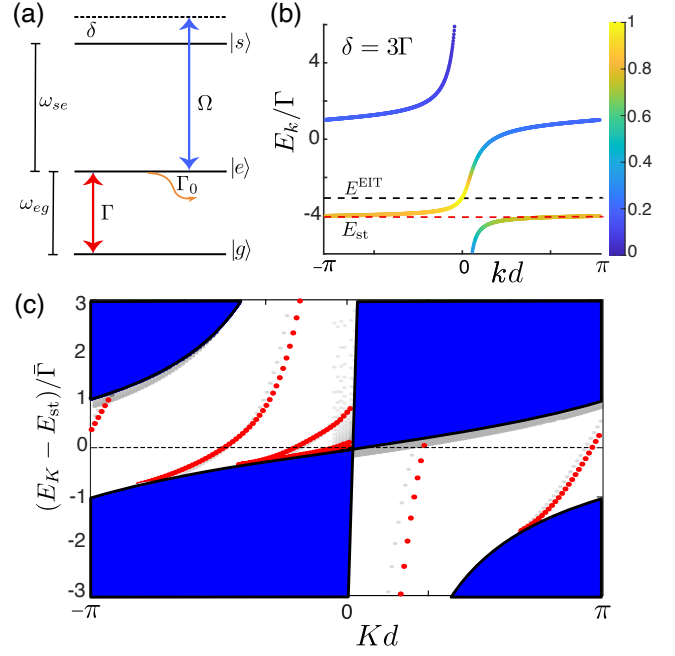 (a)
δ
|s⟩
ω_se
Ω
|e⟩
Γ_0
ω_eg
Γ
|g⟩
(b)
δ = 3Γ
E_k/Γ
4
0
-4
E^EIT
E_st
−π
0
kd
π
1
0.8
0.6
0.4
0.2
0
(c)
(E_K − E_st)/Γ̄
3
2
1
0
-1
-2
-3
−π
0
π
Kd